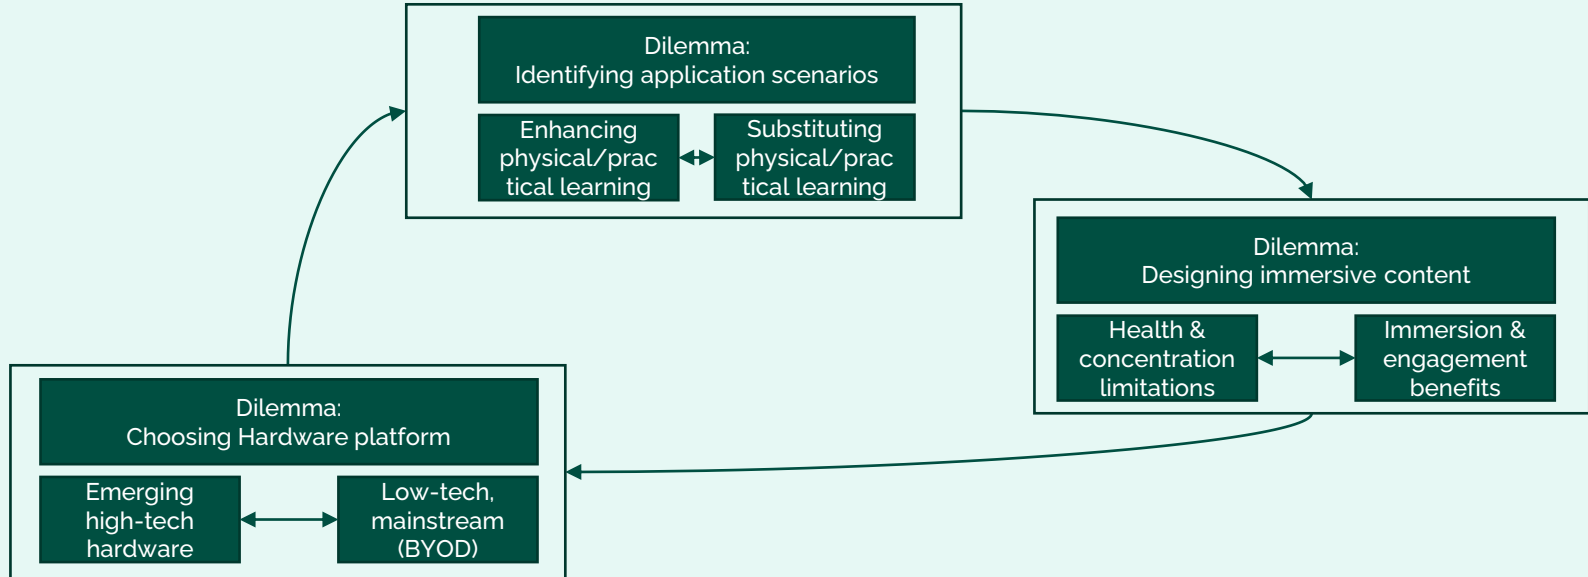 Dilemma:
Identifying application scenarios
Enhancing
physical/prac
tical learning
Substituting
physical/prac
tical learning
Dilemma:
Designing immersive content
Health &
concentration
limitations
Immersion &
engagement
benefits
Dilemma:
Choosing Hardware platform
Emerging
high-tech
hardware
Low-tech,
mainstream
(BYOD)